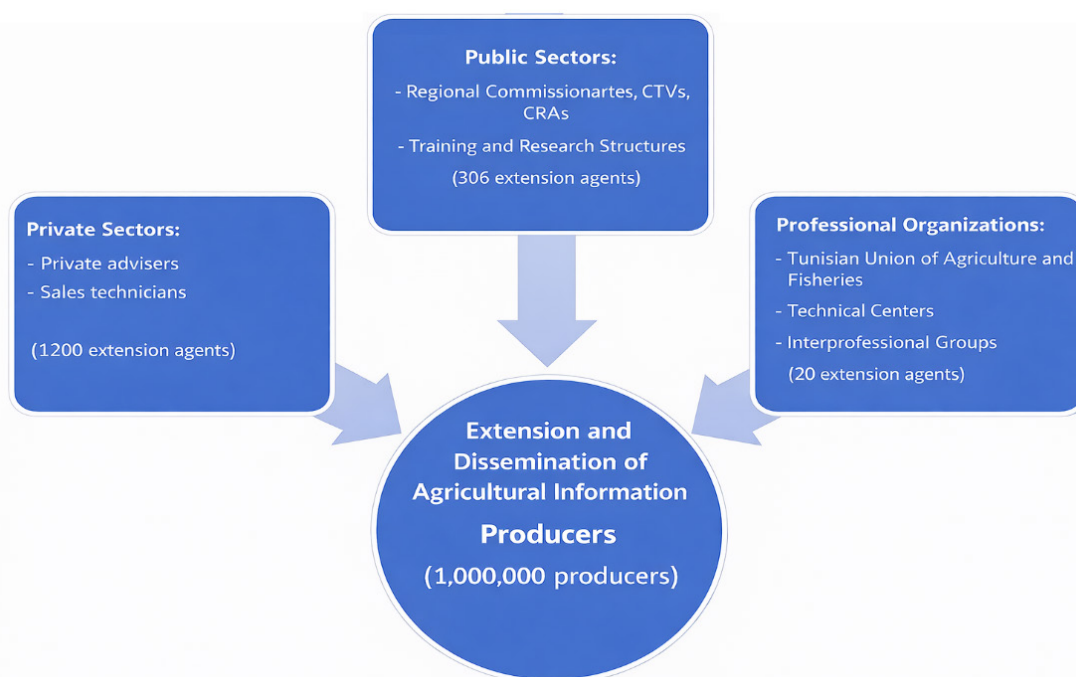 Public Sectors:
- Regional Commissionartes, CTVs,
CRAs
- Training and Research Structures
(306 extension agents)
Private Sectors:
- Private advisers
- Sales technicians
(1200 extension agents)
Professional Organizations:
- Tunisian Union of Agriculture and
Fisheries
- Technical Centers
- Interprofessional Groups
(20 extension agents)
Extension and
Dissemination of
Agricultural Information
Producers
(1,000,000 producers)